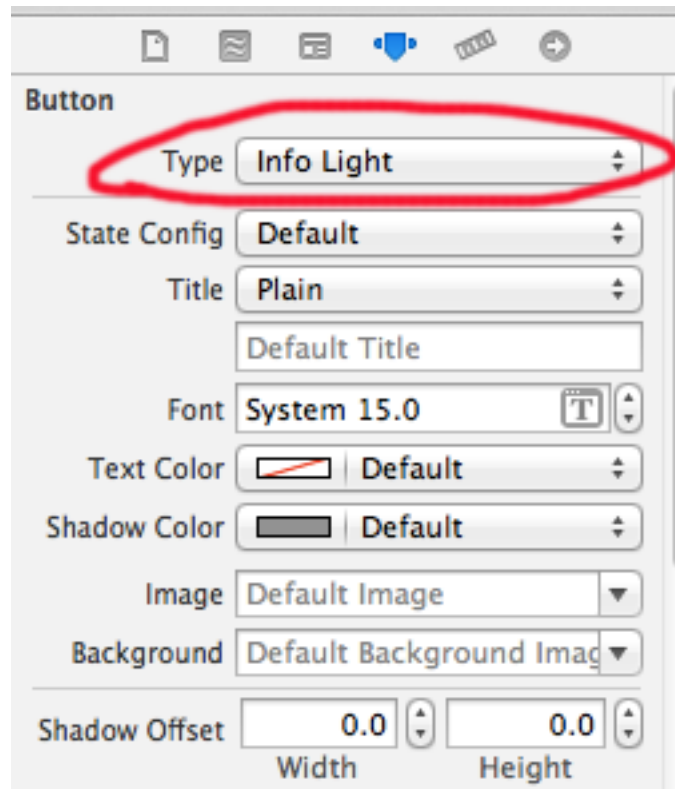 Button
Type Info Light
State Config Default
Title Plain
Default Title
Font System 15.0 T
Text Color Default
Shadow Color Default
Image Default Image
Background Default Background Imag
Shadow Offset 0.0 0.0
Width Height